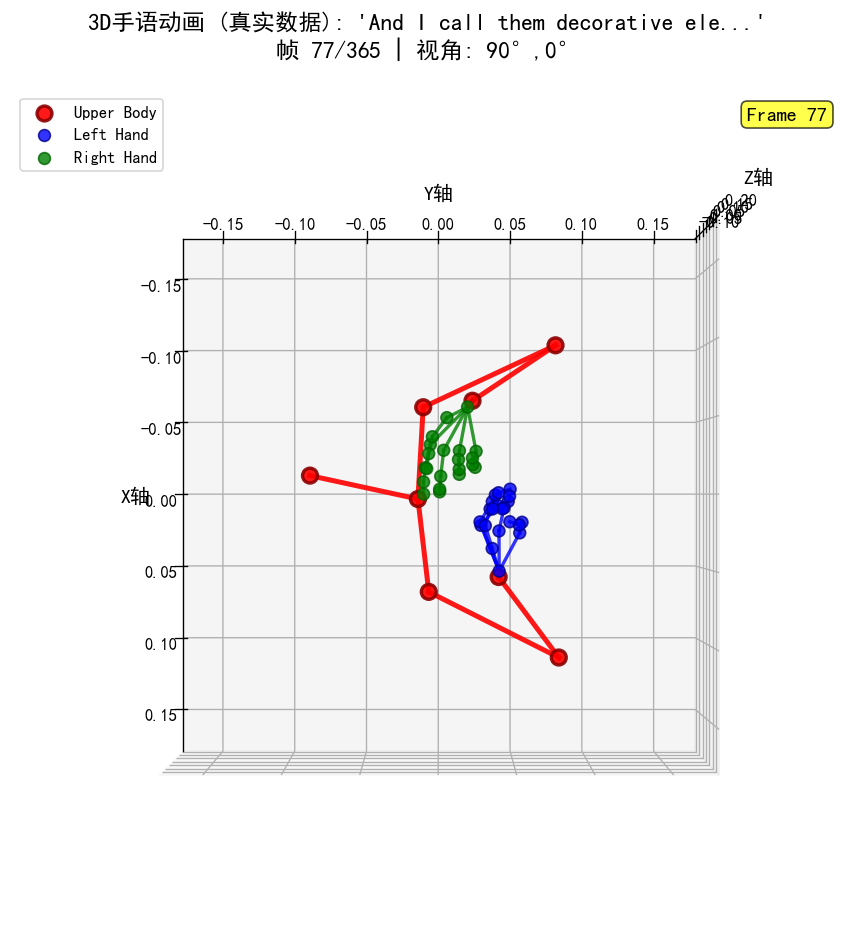 3D手语动画 (真实数据): 'And I call them decorative ele...'
帧 77/365 | 视角: 90°,0°
Upper Body
Left Hand
Right Hand
Frame 77
Z轴
Y轴
-0.15 -0.10 -0.05 0.00 0.05 0.10 0.15
-0.15
-0.10
-0.05
X轴
0.00
0.05
0.10
0.15